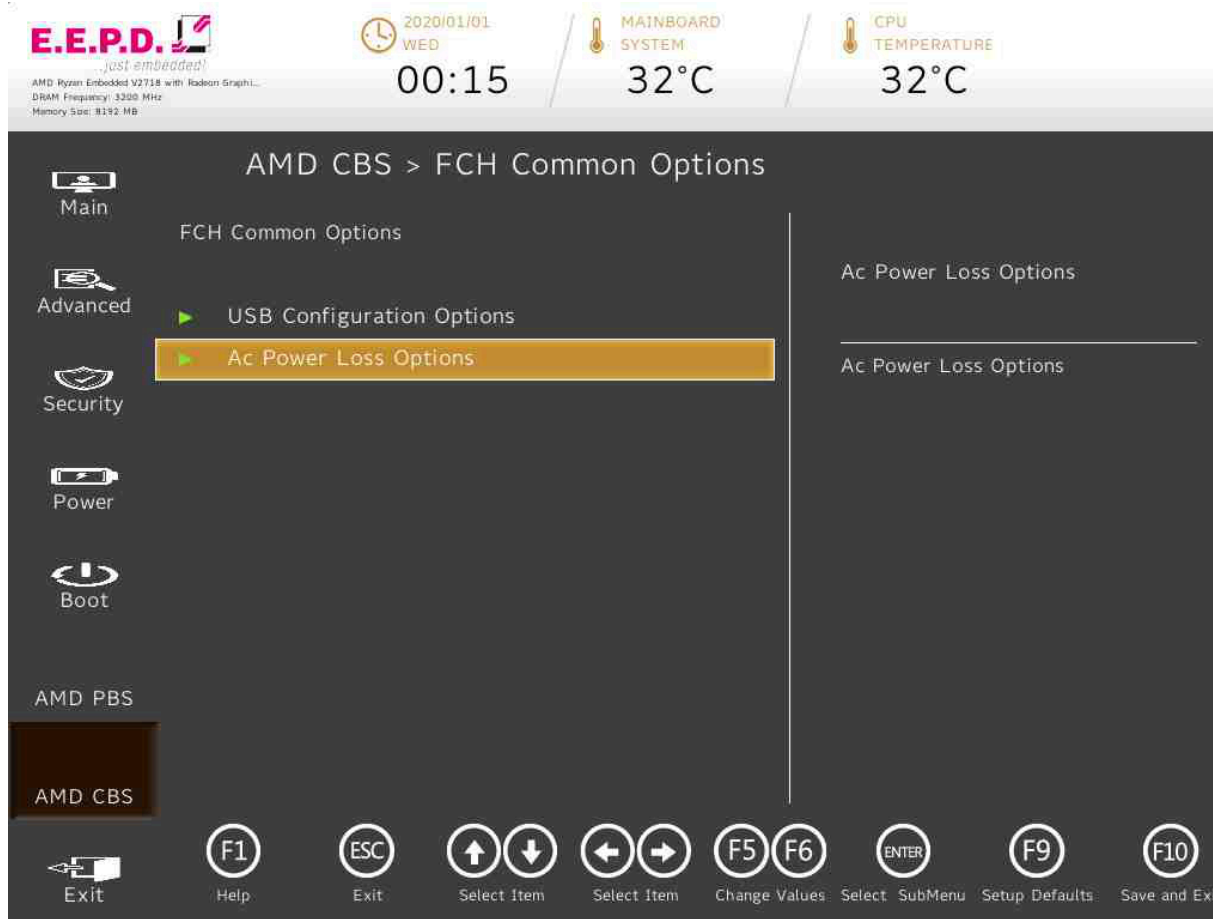 E.E.P.D.
...just embedded!
AMD Ryzen Embedded V2718 with Radeon Graphi...
DRAM Frequency: 3200 MHz
Memory Size: 8192 MB
2020/01/01
WED
00:15
MAINBOARD
SYSTEM
32°C
CPU
TEMPERATURE
32°C
AMD CBS > FCH Common Options
Main
Advanced
Security
Power
Boot
AMD PBS
AMD CBS
Exit
FCH Common Options
USB Configuration Options
Ac Power Loss Options
Ac Power Loss Options
Ac Power Loss Options
F1
Help
ESC
Exit
Select Item
Select Item
F5 F6
Change Values
ENTER
Select SubMenu
F9
Setup Defaults
F10
Save and Exi